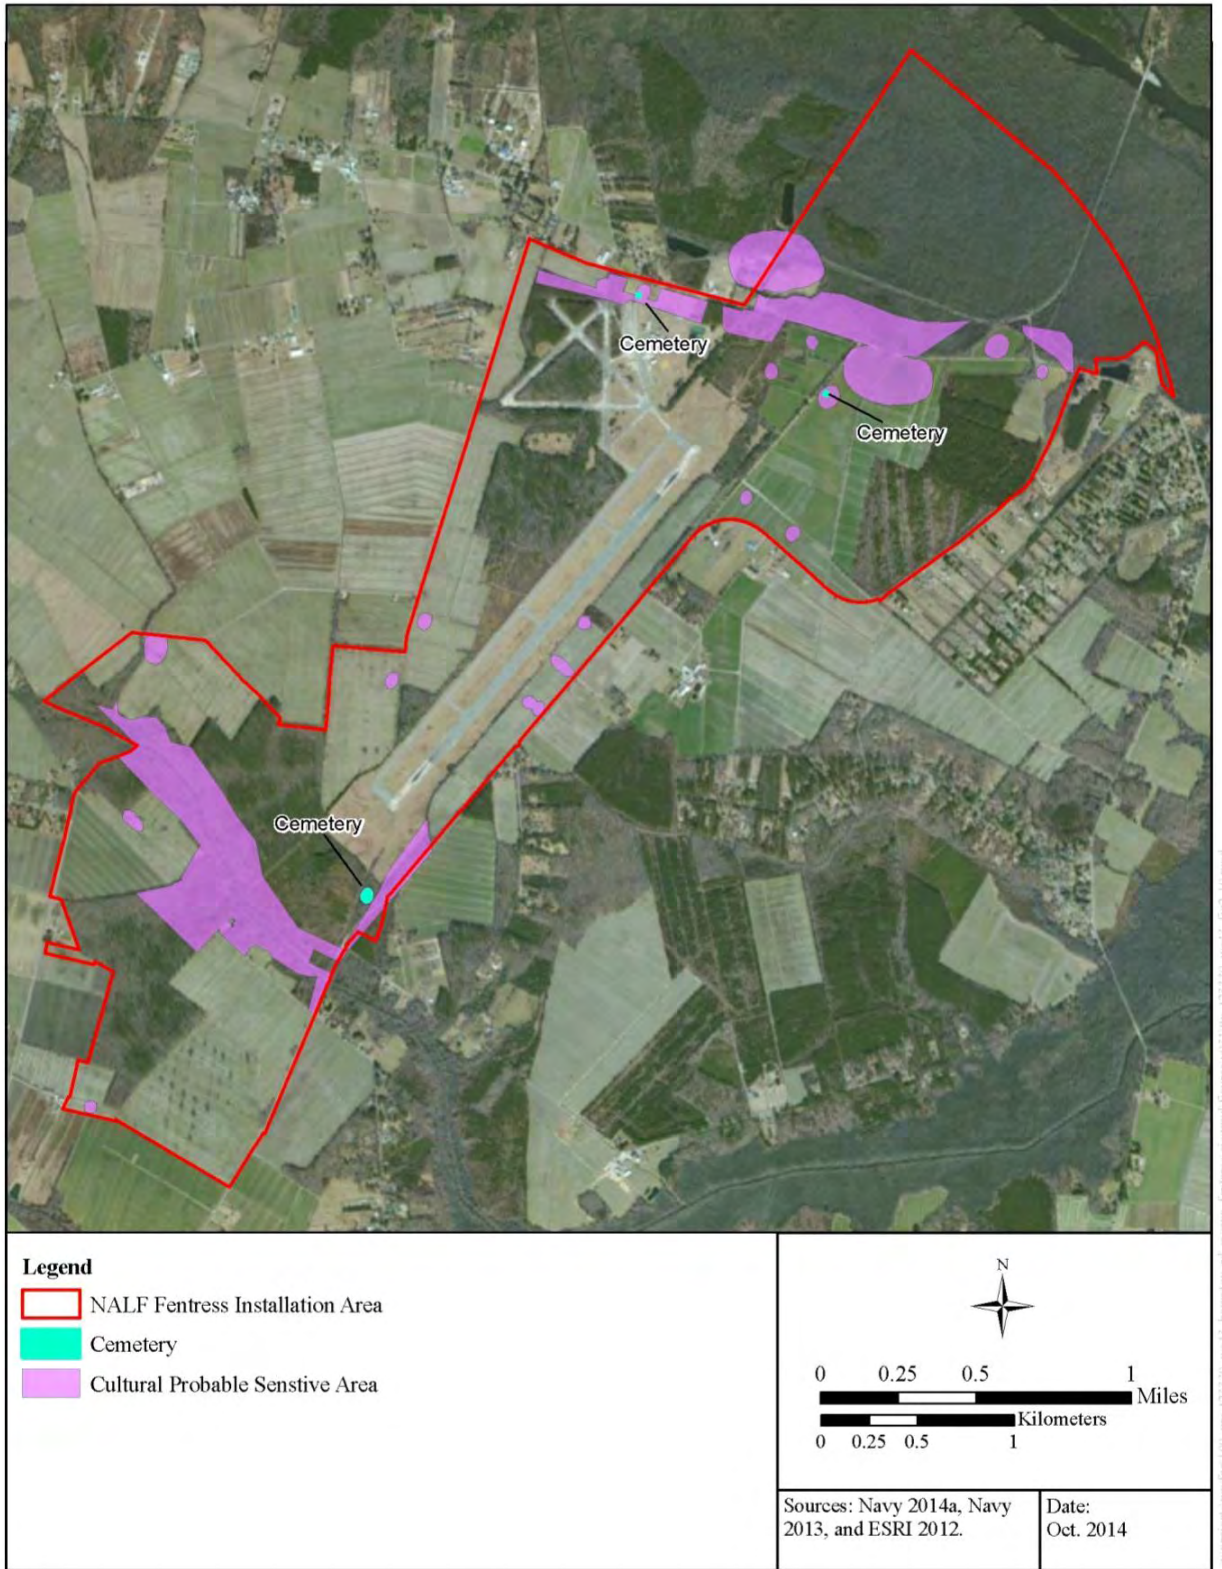 Cemetery
Cemetery
Cemetery
Legend
NALF Fentress Installation Area
Cemetery
Cultural Probable Senstive Area
N
0 0.25 0.5 1
Miles
Kilometers
0 0.25 0.5 1
Sources: Navy 2014a, Navy
2013, and ESRI 2012.
Date:
Oct. 2014